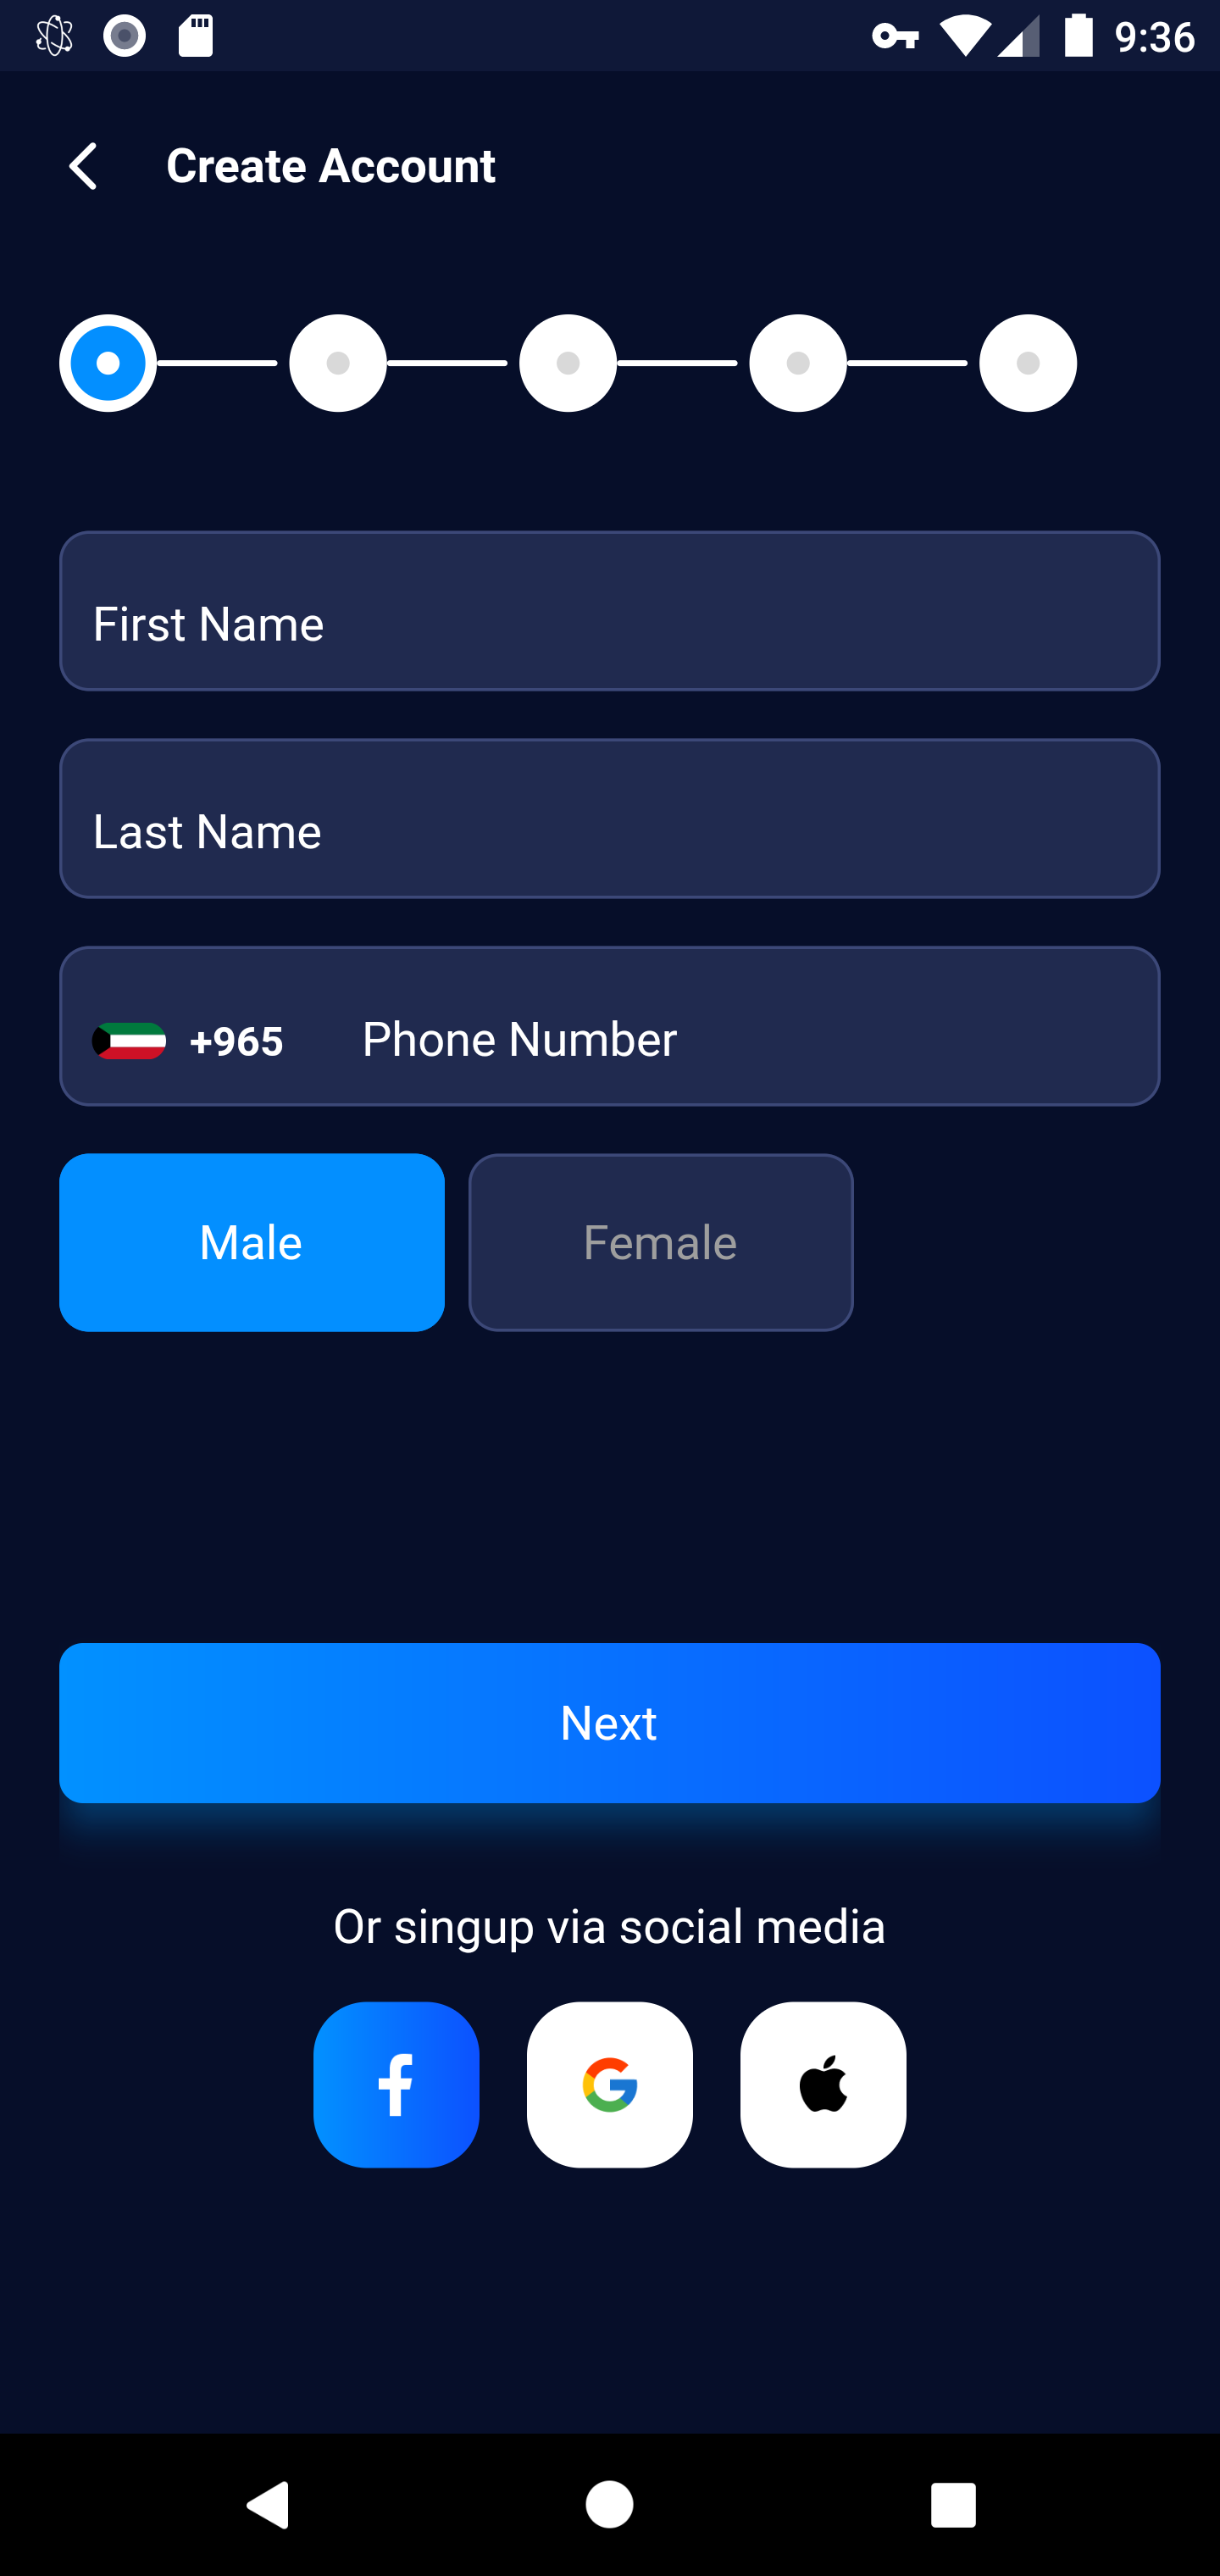 9:36
Create Account
First Name
Last Name
+965 Phone Number
Male Female
Next
Or singup via social media